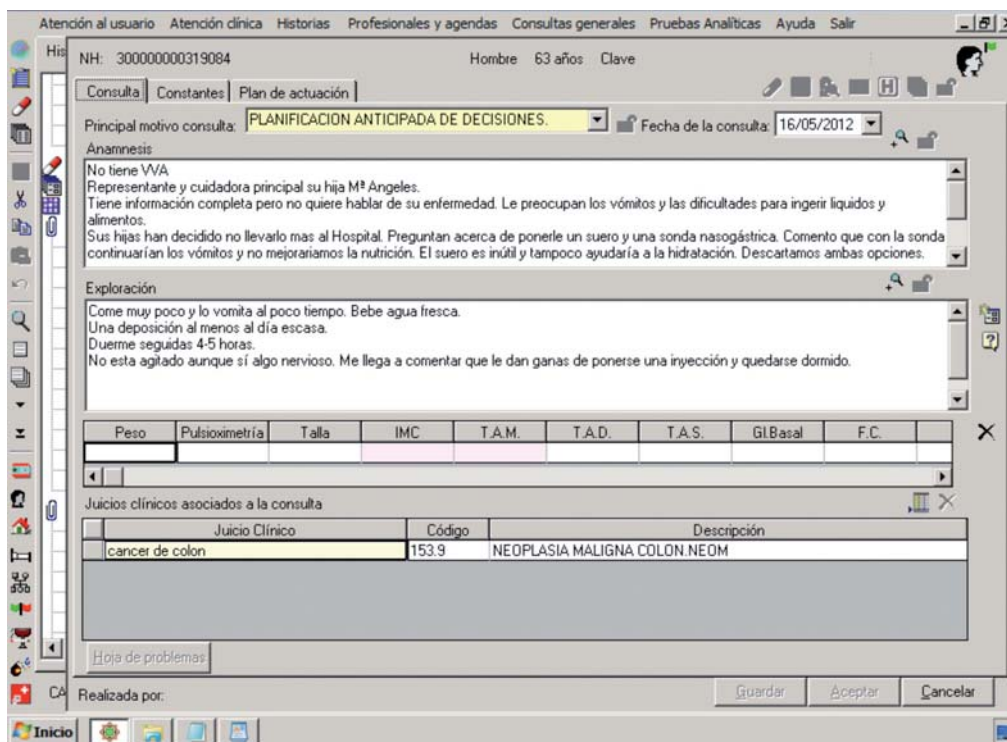 Atención al usuario Atención clínica Historias Profesionales y agendas Consultas generales Pruebas Analíticas Ayuda Salir
His
NH: 300000000319084 Hombre 63 años Clave
Consulta Constantes Plan de actuación
Principal motivo consulta: PLANIFICACION ANTICIPADA DE DECISIONES. Fecha de la consulta: 16/05/2012
Anamnesis
No tiene VVA
Representante y cuidadora principal su hija Mª Angeles.
Tiene información completa pero no quiere hablar de su enfermedad. Le preocupan los vómitos y las dificultades para ingerir liquidos y
alimentos.
Sus hijas han decidido no llevarlo mas al Hospital. Preguntan acerca de ponerle un suero y una sonda nasogástrica. Comento que con la sonda
continuarían los vómitos y no mejorariamos la nutrición. El suero es inútil y tampoco ayudaría a la hidratación. Descartamos ambas opciones.
Exploración
Come muy poco y lo vomita al poco tiempo. Bebe agua fresca.
Una deposición al menos al día escasa.
Duerme seguidas 4-5 horas.
No esta agitado aunque sí algo nervioso. Me llega a comentar que le dan ganas de ponerse una inyección y quedarse dormido.
Peso Pulsioximetría Talla IMC T.A.M. T.A.D. T.A.S. Gl.Basal F.C.
Juicios clínicos asociados a la consulta
Juicio Clínico Código Descripción
cancer de colon 153.9 NEOPLASIA MALIGNA COLON.NEOM
Hoja de problemas
CA Realizada por: Guardar Aceptar Cancelar
Inicio